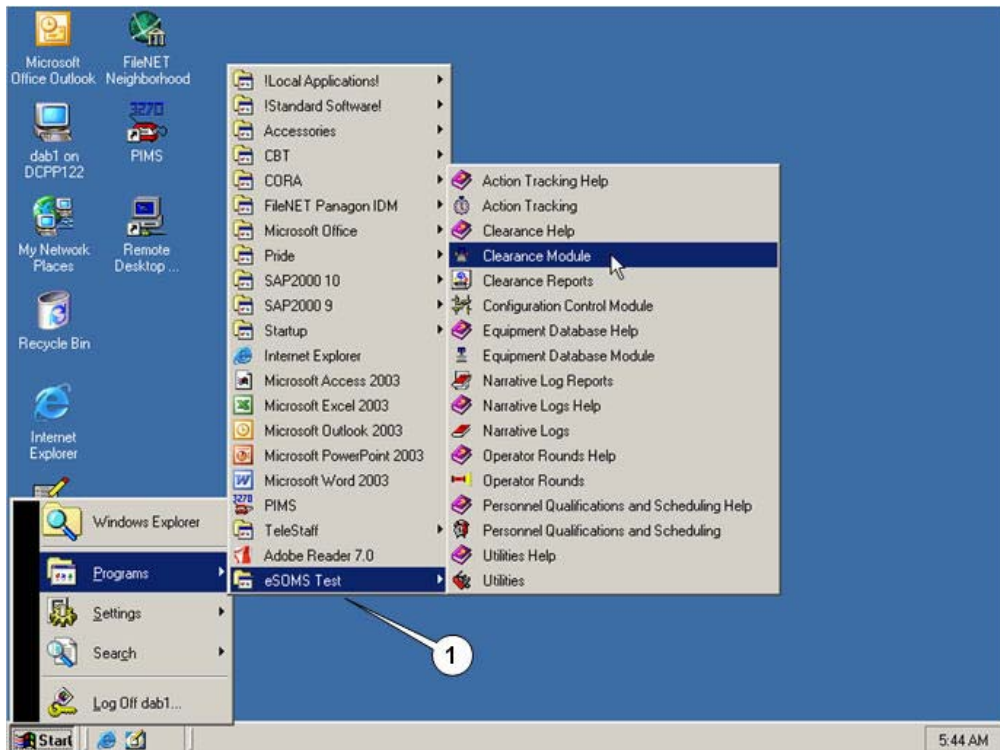 Microsoft
Office Outlook
FileNET
Neighborhood
3270
dab1 on
DCPP122
PIMS
My Network
Places
Remote
Desktop ...
Recycle Bin
Internet
Explorer
Windows Explorer
Programs
Settings
Search
Log Off dab1...
!Local Applications!
!Standard Software!
Accessories
CBT
CORA
FileNET Panagon IDM
Microsoft Office
Pride
SAP2000 10
SAP2000 9
Startup
Internet Explorer
Microsoft Access 2003
Microsoft Excel 2003
Microsoft Outlook 2003
Microsoft PowerPoint 2003
Microsoft Word 2003
3270
PIMS
TeleStaff
Adobe Reader 7.0
eSOMS Test
Action Tracking Help
Action Tracking
Clearance Help
Clearance Module
Clearance Reports
Configuration Control Module
Equipment Database Help
Equipment Database Module
Narrative Log Reports
Narrative Logs Help
Narrative Logs
Operator Rounds Help
Operator Rounds
Personnel Qualifications and Scheduling Help
Personnel Qualifications and Scheduling
Utilities Help
Utilities
1
Start
5:44 AM